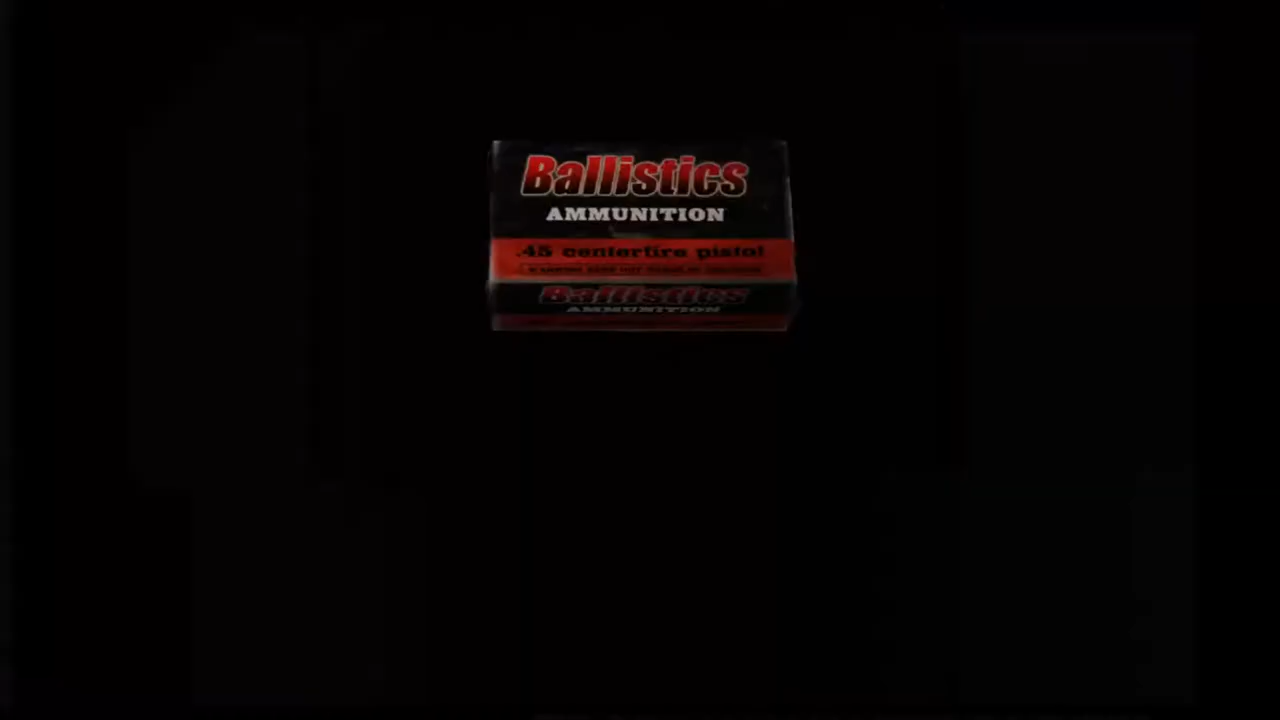 Ballistics
AMMUNITION
.45 centerfire pistol
Ballistics
AMMUNITION